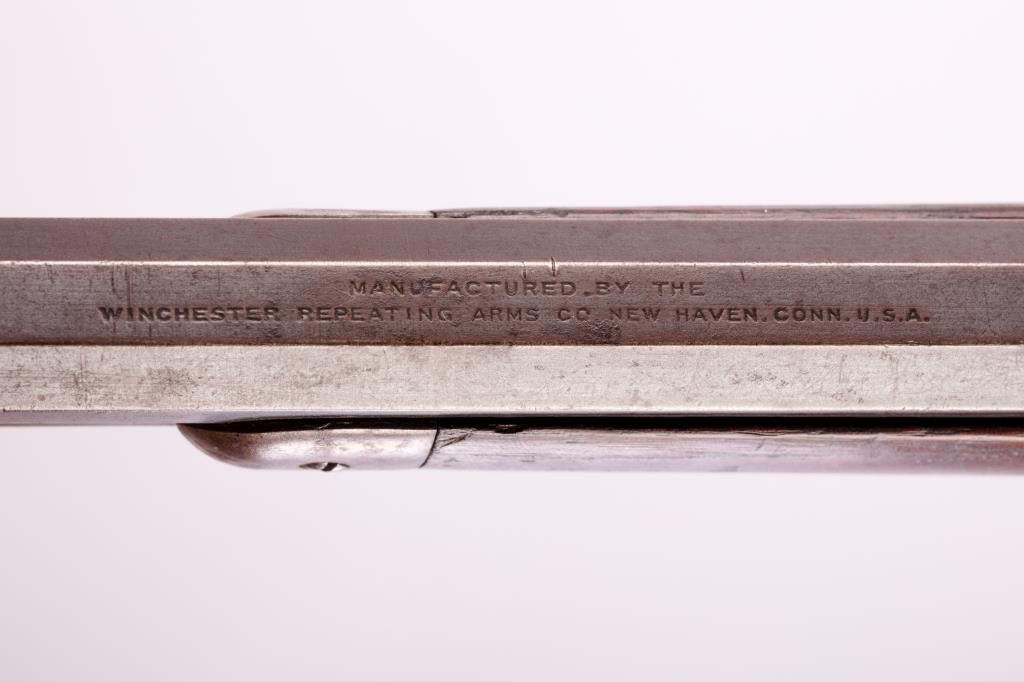 MANUFACTURED BY THE
WINCHESTER REPEATING ARMS CO NEW HAVEN. CONN. U.S.A.